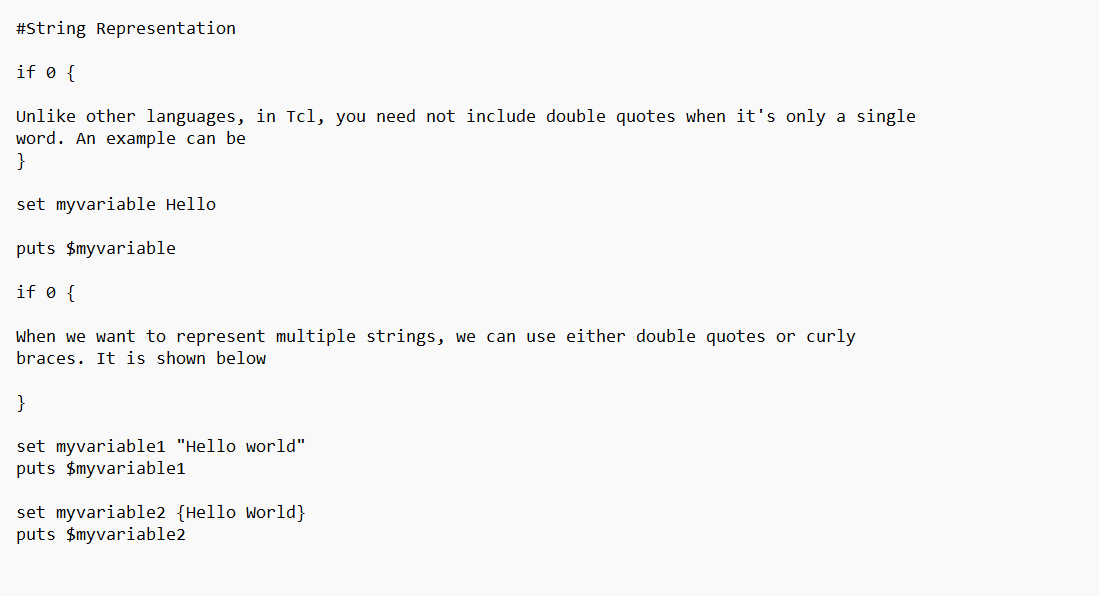 #String Representation
if 0 {
Unlike other languages, in Tcl, you need not include double quotes when it's only a single
word. An example can be
}
set myvariable Hello
puts $myvariable
if 0 {
When we want to represent multiple strings, we can use either double quotes or curly
braces. It is shown below
}
set myvariable1 "Hello world"
puts $myvariable1
set myvariable2 {Hello World}
puts $myvariable2